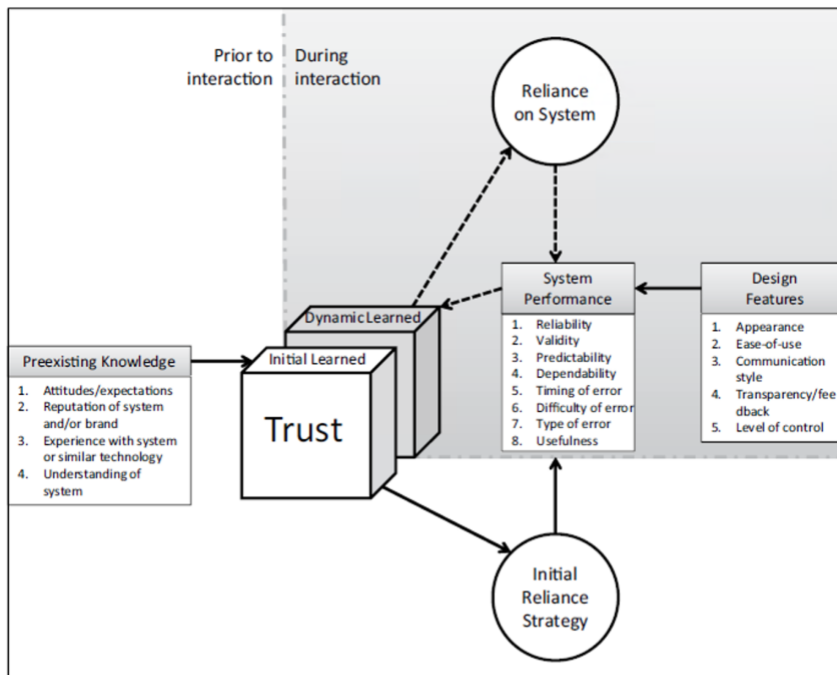 Prior to
interaction
During
interaction
Reliance
on System
System
Performance
1. Reliability
2. Validity
3. Predictability
4. Dependability
5. Timing of error
6. Difficulty of error
7. Type of error
8. Usefulness
Design
Features
1. Appearance
2. Ease-of-use
3. Communication
style
4. Transparency/fee
dback
5. Level of control
Dynamic Learned
Initial Learned
Trust
Preexisting Knowledge
1. Attitudes/expectations
2. Reputation of system
and/or brand
3. Experience with system
or similar technology
4. Understanding of
system
Initial
Reliance
Strategy